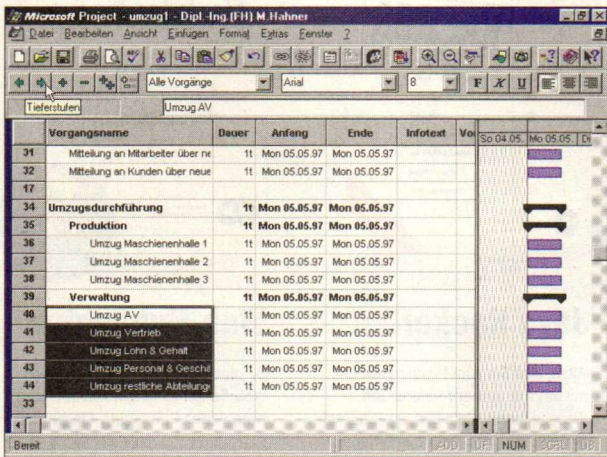 Microsoft Project - umzug1 - Dipl.-Ing.(FH) M.Hahner
Datei Bearbeiten Ansicht Einfügen Format Extras Fenster ?
Alle Vorgänge Arial 8 F K U
Tieferstufen Umzug AV
Vorgangsname Dauer Anfang Ende Infotext Vo So 04.05. Mo 05.05. Di
31 Mitteilung an Mitarbeiter über ne 1t Mon 05.05.97 Mon 05.05.97
32 Mitteilung an Kunden über neue 1t Mon 05.05.97 Mon 05.05.97
17
34 Umzugsdurchführung 1t Mon 05.05.97 Mon 05.05.97
35 Produktion 1t Mon 05.05.97 Mon 05.05.97
36 Umzug Maschienenhalle 1 1t Mon 05.05.97 Mon 05.05.97
37 Umzug Maschienenhalle 2 1t Mon 05.05.97 Mon 05.05.97
38 Umzug Maschienenhalle 3 1t Mon 05.05.97 Mon 05.05.97
39 Verwaltung 1t Mon 05.05.97 Mon 05.05.97
40 Umzug AV 1t Mon 05.05.97 Mon 05.05.97
41 Umzug Vertrieb 1t Mon 05.05.97 Mon 05.05.97
42 Umzug Lohn & Gehalt 1t Mon 05.05.97 Mon 05.05.97
43 Umzug Personal & Geschä 1t Mon 05.05.97 Mon 05.05.97
44 Umzug restliche Abteilunge 1t Mon 05.05.97 Mon 05.05.97
33
Bereit NUM